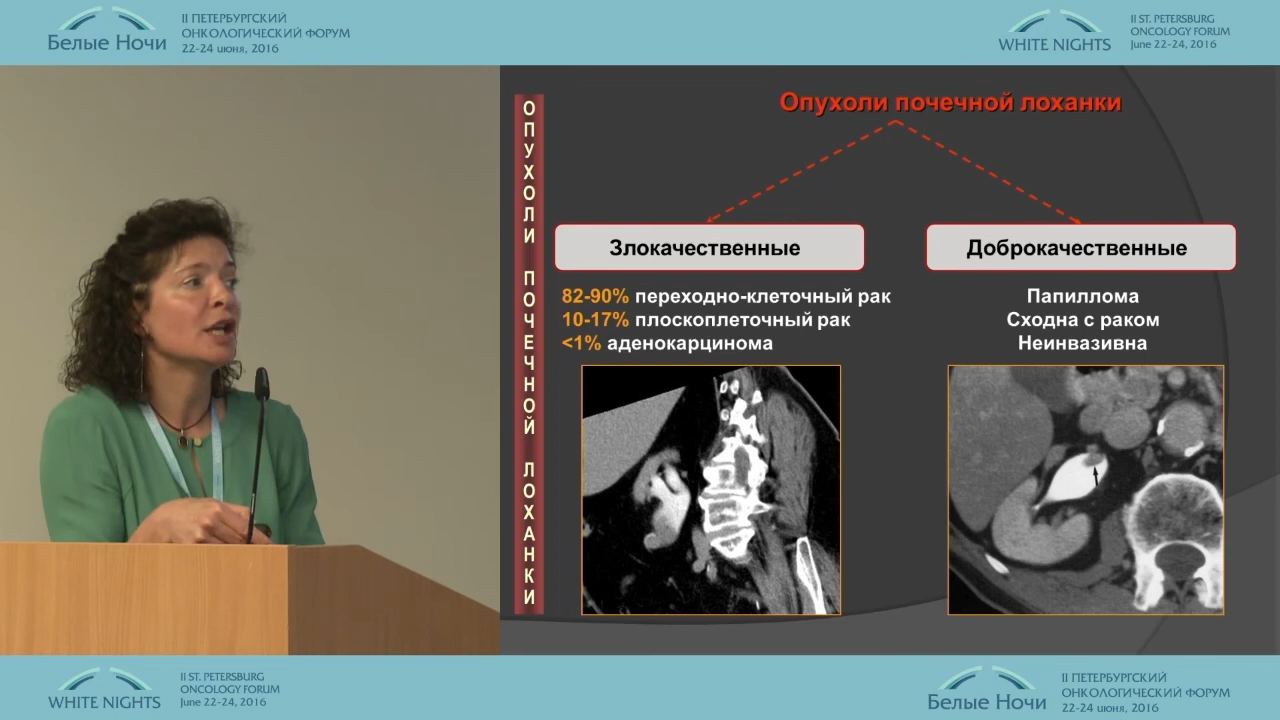 Белые Ночи
II ПЕТЕРБУРГСКИЙ
ОНКОЛОГИЧЕСКИЙ ФОРУМ
22-24 июня, 2016
WHITE NIGHTS
II ST. PETERSBURG
ONCOLOGY FORUM
June 22-24, 2016
ОПУХОЛИ ПОЧЕЧНОЙ ЛОХАНКИ
Опухоли почечной лоханки
Злокачественные
82-90% переходно-клеточный рак
10-17% плоскоплеточный рак
<1% аденокарцинома
Доброкачественные
Папиллома
Сходна с раком
Неинвазивна
WHITE NIGHTS
II ST. PETERSBURG
ONCOLOGY FORUM
June 22-24, 2016
Белые Ночи
II ПЕТЕРБУРГСКИЙ
ОНКОЛОГИЧЕСКИЙ ФОРУМ
22-24 июня, 2016